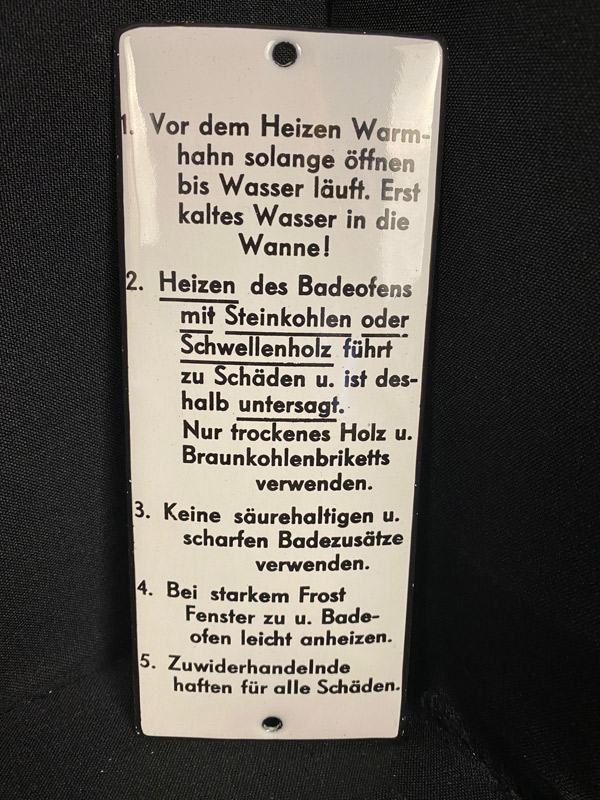 1. Vor dem Heizen Warm-
hahn solange öffnen
bis Wasser läuft. Erst
kaltes Wasser in die
Wanne!
2. Heizen des Badeofens
mit Steinkohlen oder
Schwellenholz führt
zu Schäden u. ist des-
halb untersagt.
Nur trockenes Holz u.
Braunkohlenbriketts
verwenden.
3. Keine säurehaltigen u.
scharfen Badezusätze
verwenden.
4. Bei starkem Frost
Fenster zu u. Bade-
ofen leicht anheizen.
5. Zuwiderhandelnde
haften für alle Schäden.